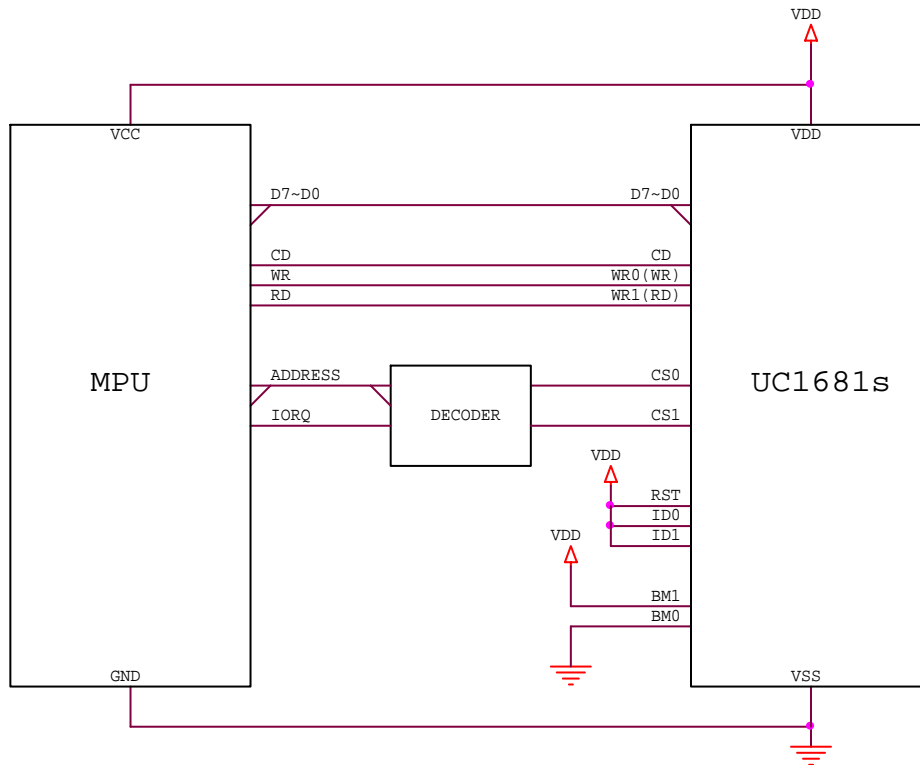 VDD
VCC
VDD
D7~D0
D7~D0
CD
CD
WR
WR0(WR)
RD
WR1(RD)
MPU
ADDRESS
DECODER
CS0
UC1681s
IORQ
CS1
VDD
RST
ID0
VDD
ID1
BM1
BM0
GND
VSS